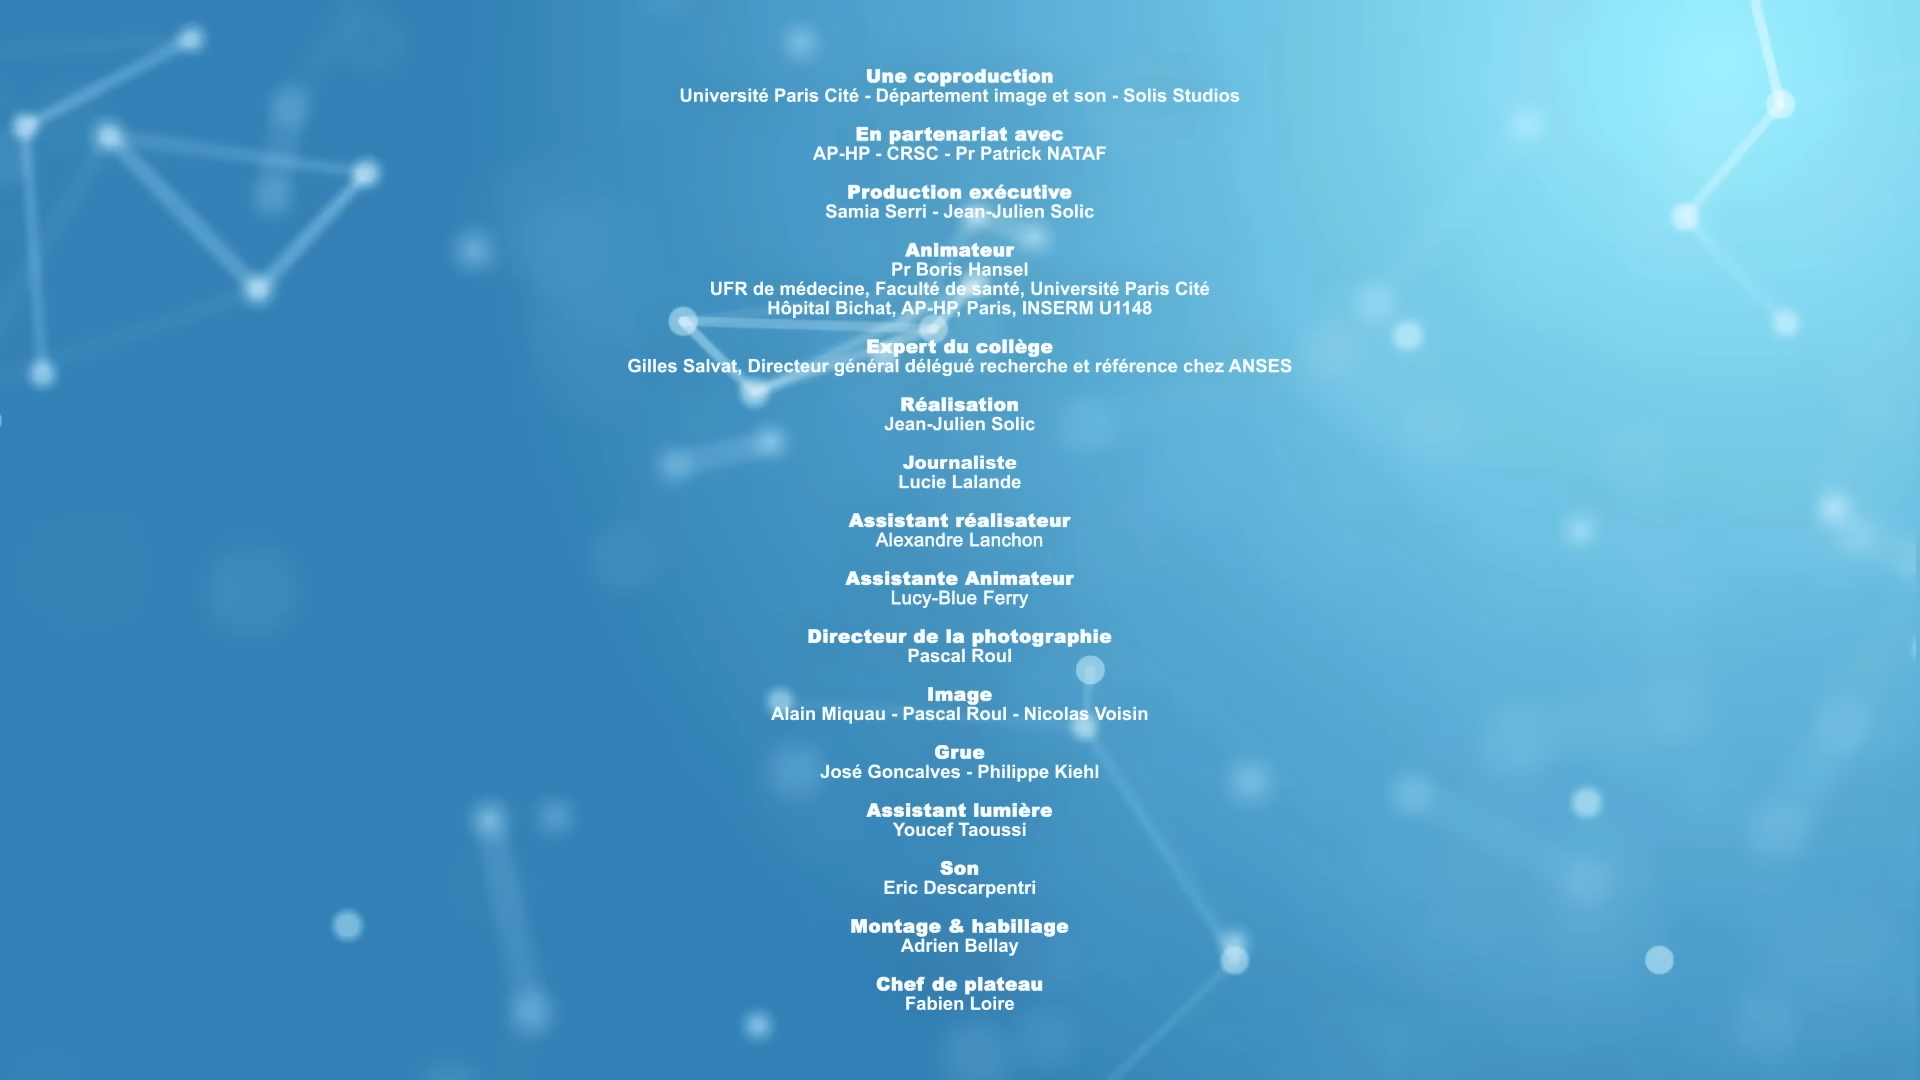 Une coproduction
Université Paris Cité - Département image et son - Solis Studios
En partenariat avec
AP-HP - CRSC - Pr Patrick NATAF
Production exécutive
Samia Serri - Jean-Julien Solic
Animateur
Pr Boris Hansel
UFR de médecine, Faculté de santé, Université Paris Cité
Hôpital Bichat, AP-HP, Paris, INSERM U1148
Expert du collège
Gilles Salvat, Directeur général délégué recherche et référence chez ANSES
Réalisation
Jean-Julien Solic
Journaliste
Lucie Lalande
Assistant réalisateur
Alexandre Lanchon
Assistante Animateur
Lucy-Blue Ferry
Directeur de la photographie
Pascal Roul
Image
Alain Miquau - Pascal Roul - Nicolas Voisin
Grue
José Goncalves - Philippe Kiehl
Assistant lumière
Youcef Taoussi
Son
Eric Descarpentri
Montage & habillage
Adrien Bellay
Chef de plateau
Fabien Loire